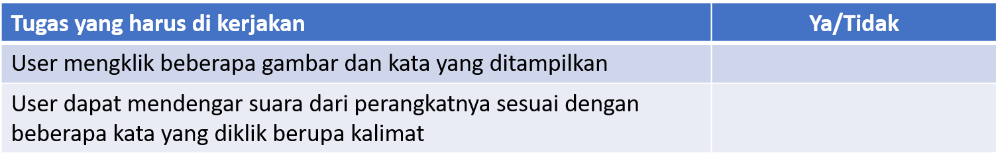 Tugas yang harus di kerjakan
Ya/Tidak
User mengklik beberapa gambar dan kata yang ditampilkan
User dapat mendengar suara dari perangkatnya sesuai dengan
beberapa kata yang diklik berupa kalimat